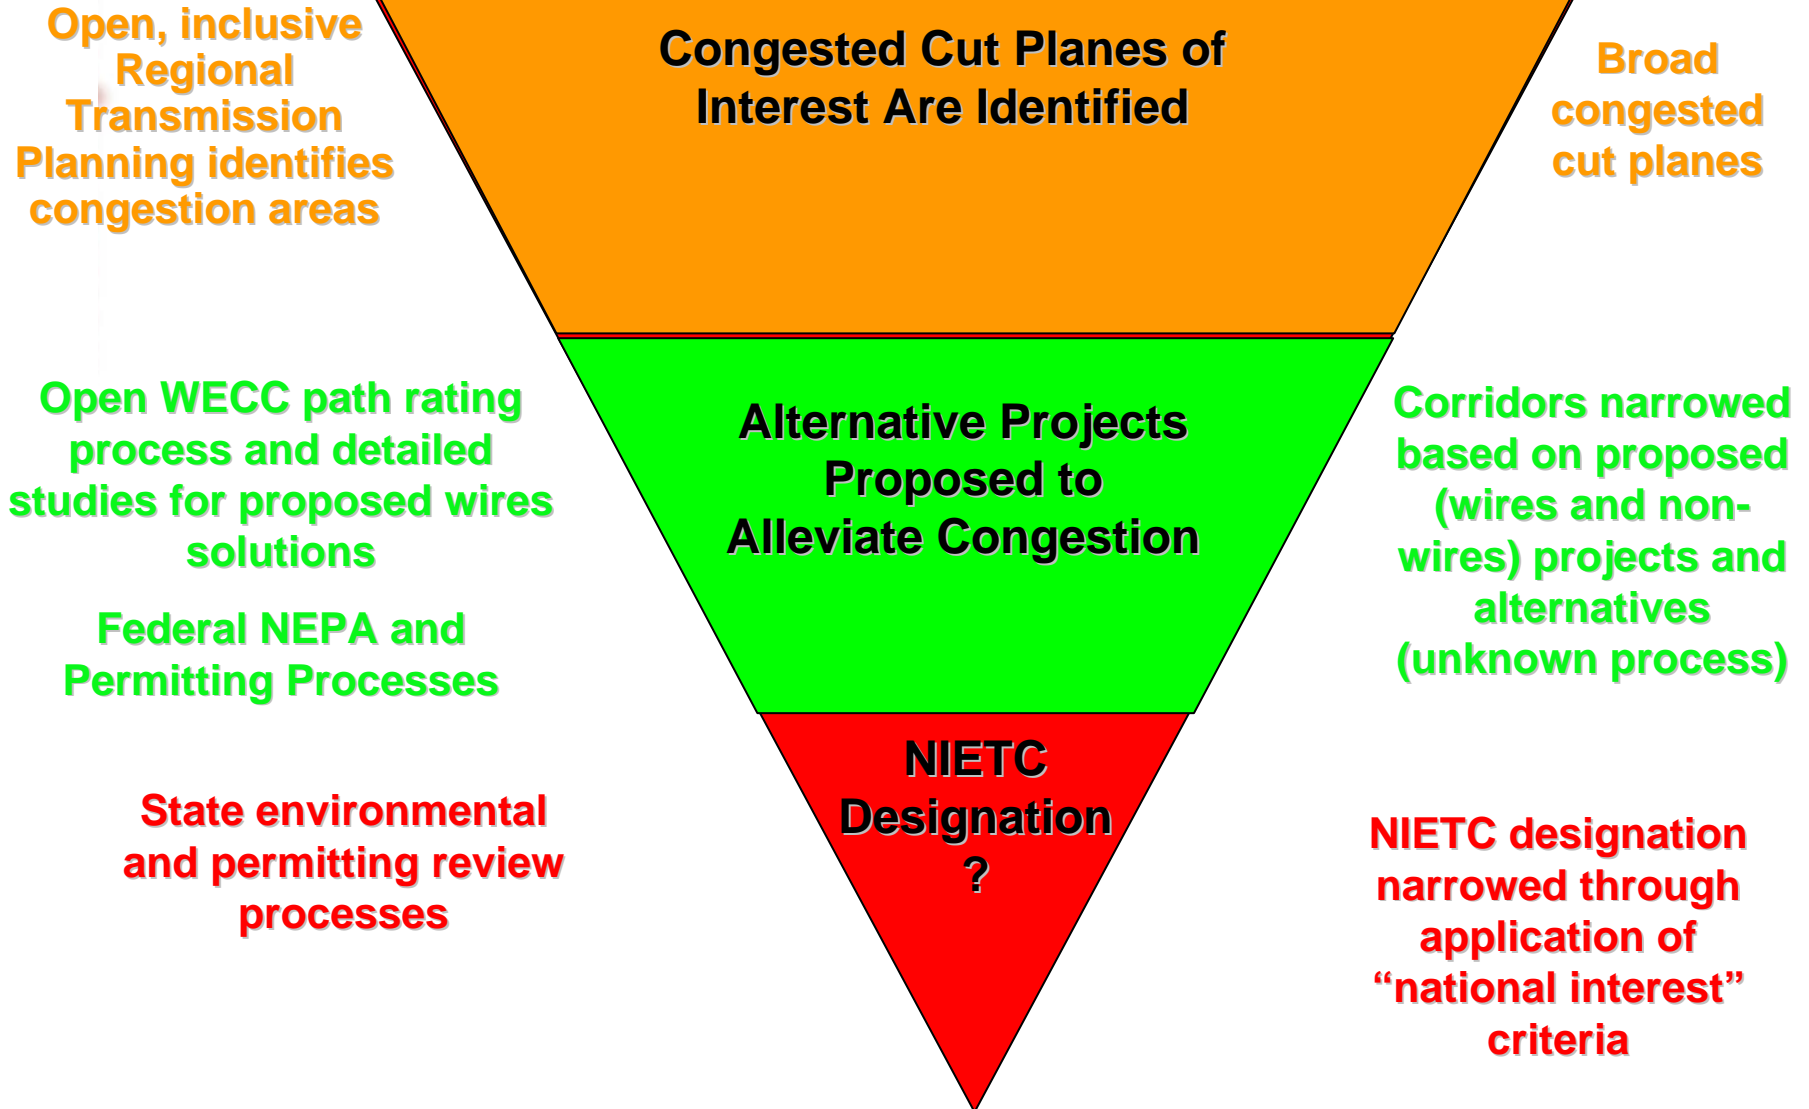 Open, inclusive
Regional
Transmission
Planning identifies
congestion areas
Congested Cut Planes of
Interest Are Identified
Broad
congested
cut planes
Open WECC path rating
process and detailed
studies for proposed wires
solutions
Federal NEPA and
Permitting Processes
Alternative Projects
Proposed to
Alleviate Congestion
Corridors narrowed
based on proposed
(wires and non-
wires) projects and
alternatives
(unknown process)
State environmental
and permitting review
processes
NIETC
Designation
?
NIETC designation
narrowed through
application of
“national interest”
criteria